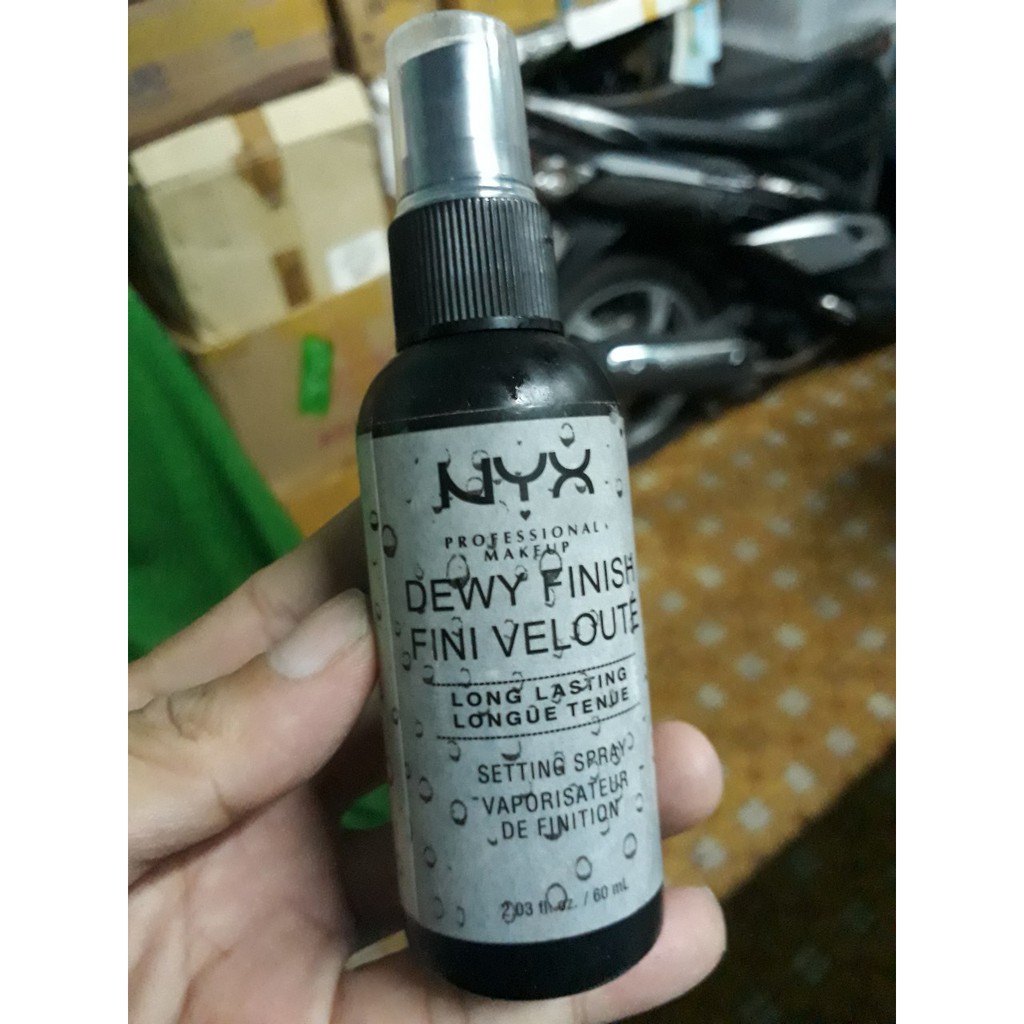 NYX
PROFESSIONAL
MAKEUP
DEWY FINISH
FINI VELOUTÉ
LONG LASTING
LONGUE TENUE
SETTING SPRAY
VAPORISATEUR
DE FINITION
2.03 fl. oz. / 60 mL